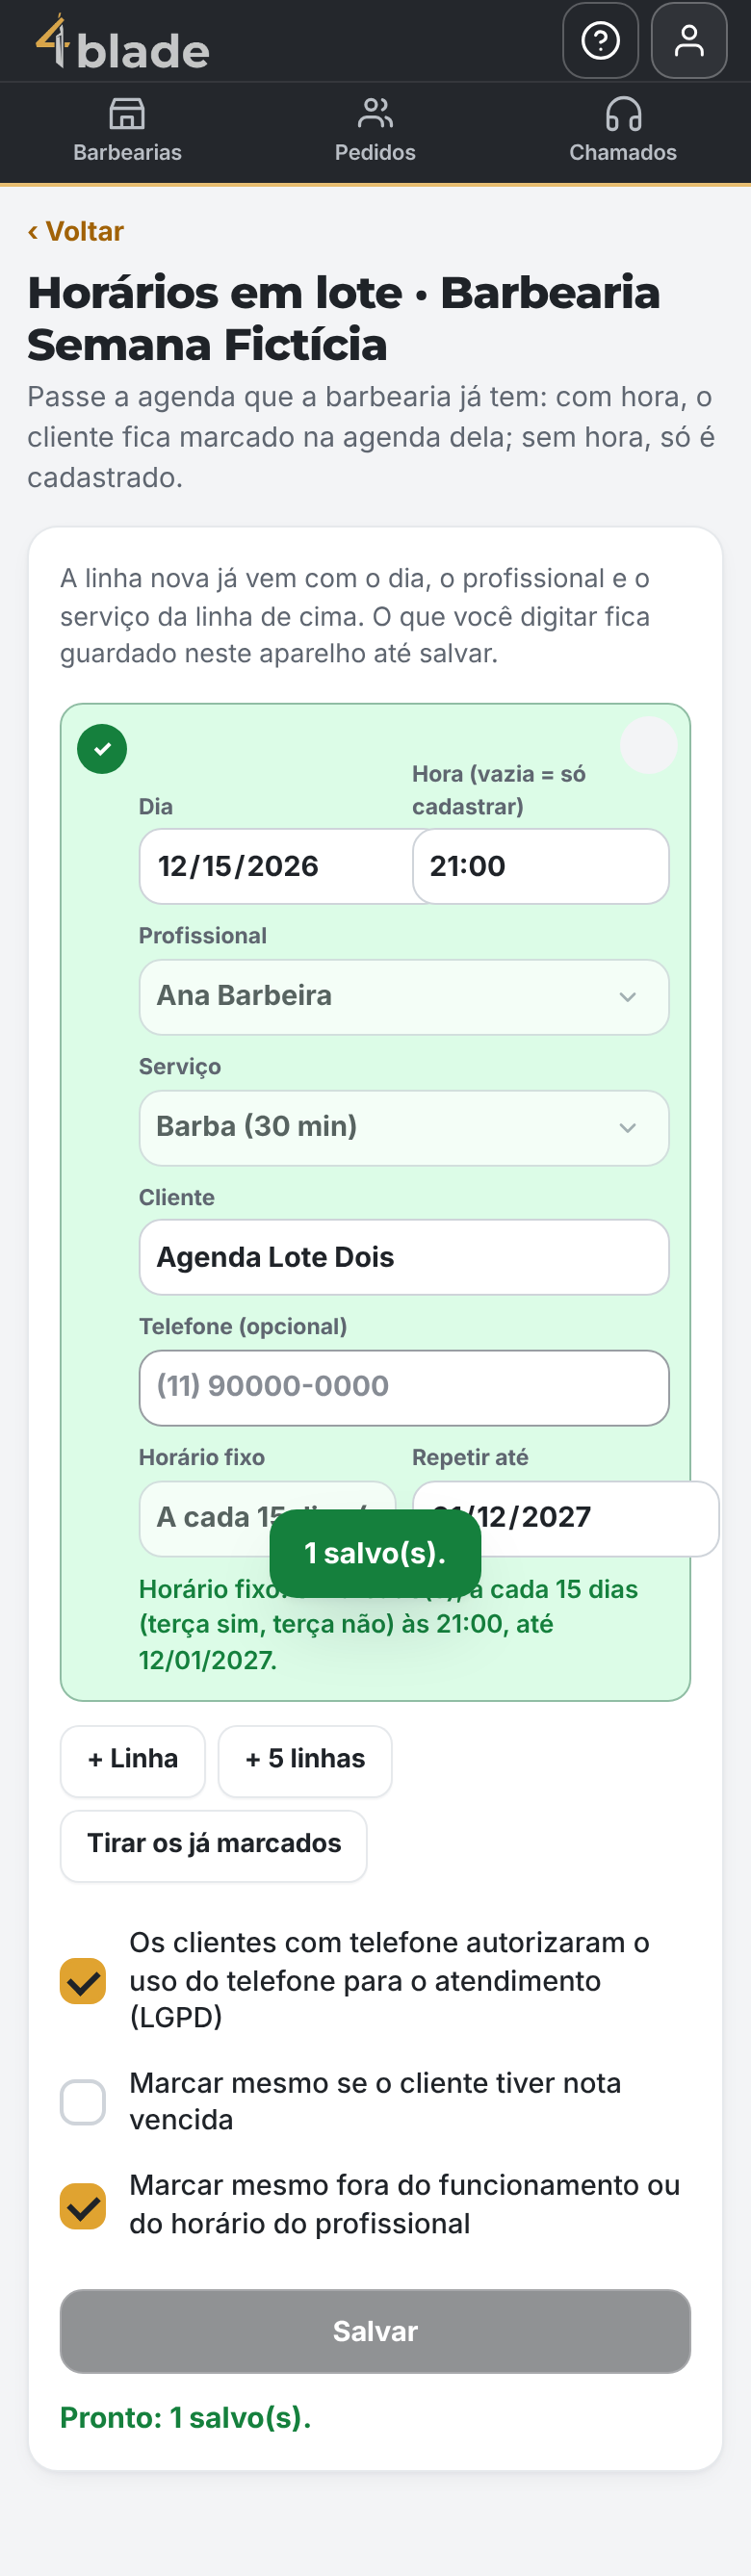 4blade
Barbearias
Pedidos
Chamados
‹ Voltar
Horários em lote · Barbearia
Semana Fictícia
Passe a agenda que a barbearia já tem: com hora, o
cliente fica marcado na agenda dela; sem hora, só é
cadastrado.
A linha nova já vem com o dia, o profissional e o
serviço da linha de cima. O que você digitar fica
guardado neste aparelho até salvar.
Dia
Hora (vazia = só
cadastrar)
12/15/2026
21:00
Profissional
Ana Barbeira
Serviço
Barba (30 min)
Cliente
Agenda Lote Dois
Telefone (opcional)
(11) 90000-0000
Horário fixo
Repetir até
A cada 15
/12/2027
1 salvo(s).
Horário fixo: a cada 15 dias
(terça sim, terça não) às 21:00, até
12/01/2027.
+ Linha
+ 5 linhas
Tirar os já marcados
Os clientes com telefone autorizaram o
uso do telefone para o atendimento
(LGPD)
Marcar mesmo se o cliente tiver nota
vencida
Marcar mesmo fora do funcionamento ou
do horário do profissional
Salvar
Pronto: 1 salvo(s).